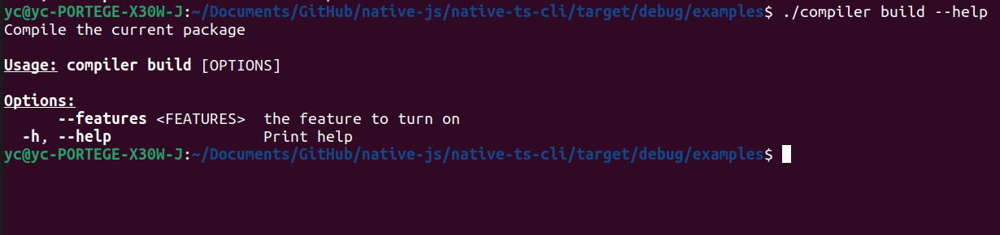 yc@yc-PORTEGE-X30W-J:~/Documents/GitHub/native-js/native-ts-cli/target/debug/examples$ ./compiler build --help
Compile the current package
Usage: compiler build [OPTIONS]
Options:
--features <FEATURES> the feature to turn on
-h, --help Print help
yc@yc-PORTEGE-X30W-J:~/Documents/GitHub/native-js/native-ts-cli/target/debug/examples$